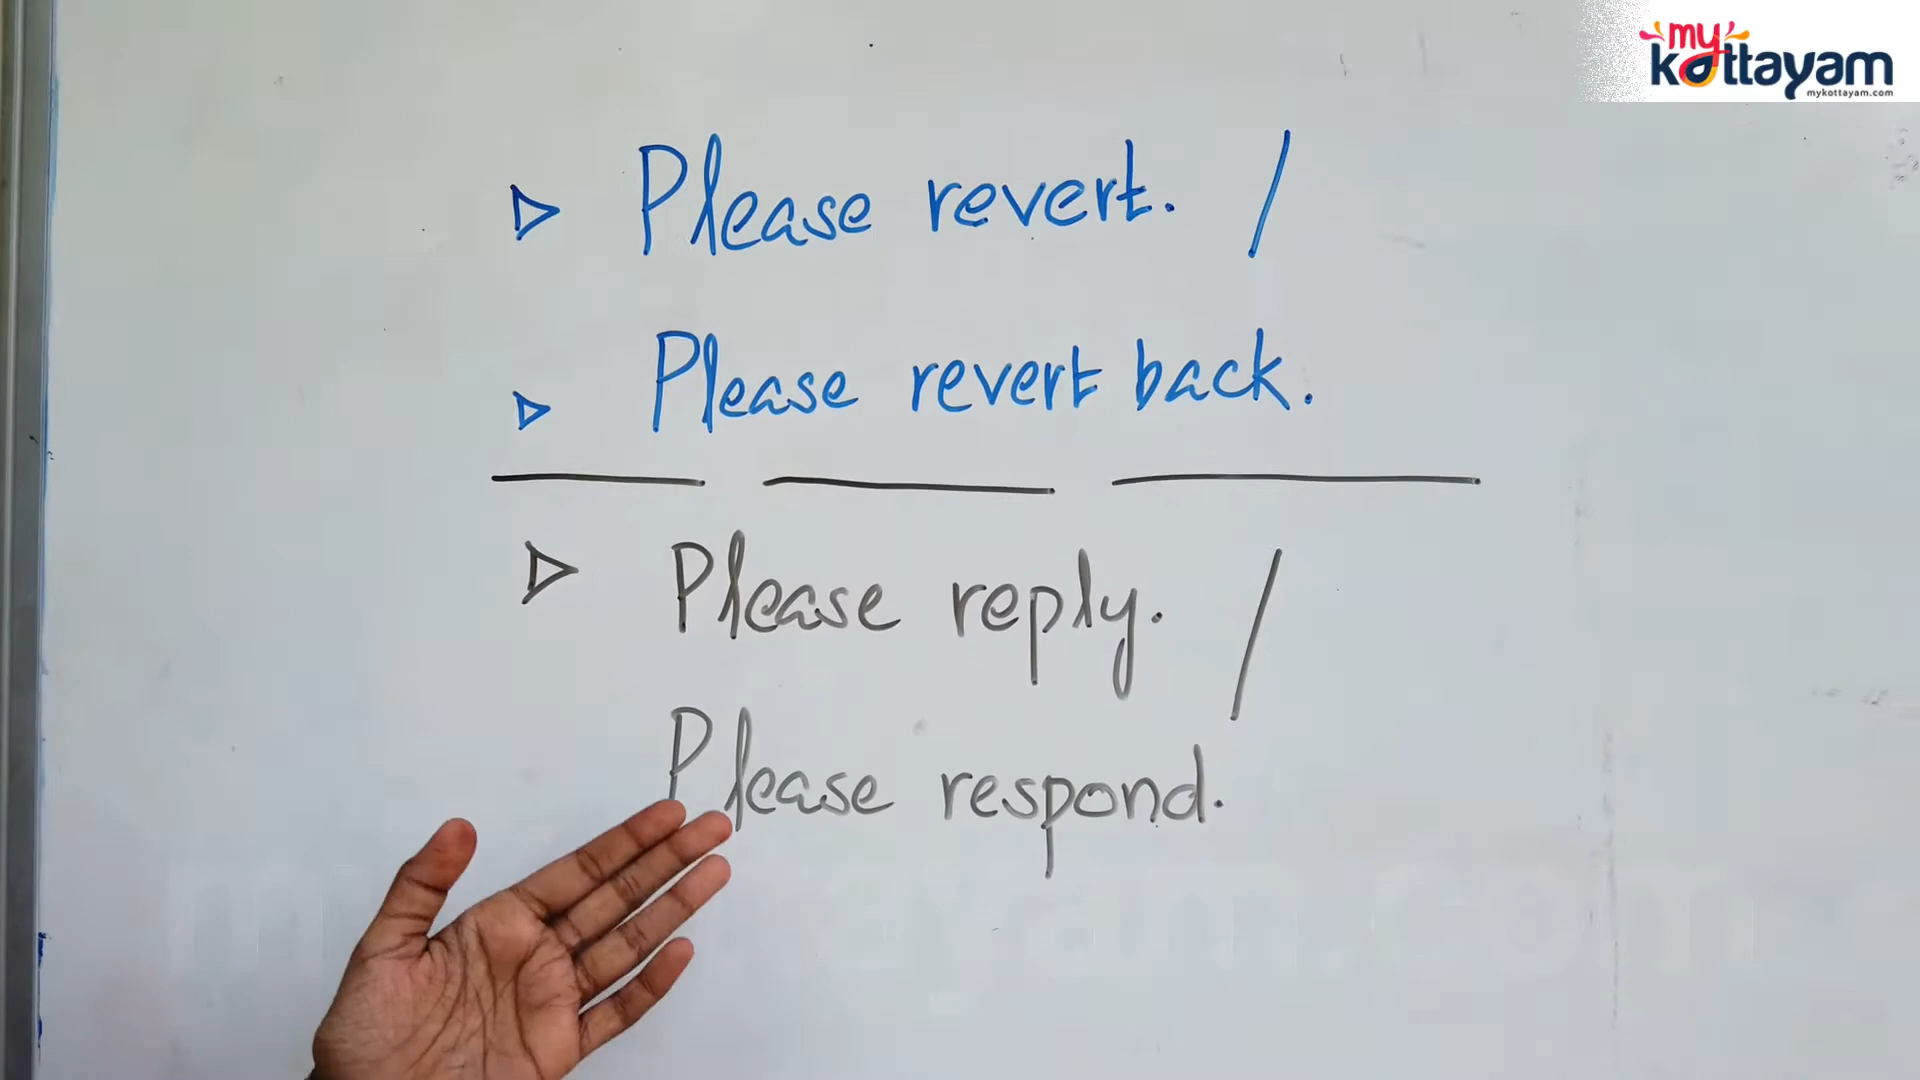 my
kottayam
mykottayam.com
Please revert. /
Please revert back.
Please reply. /
Please respond.